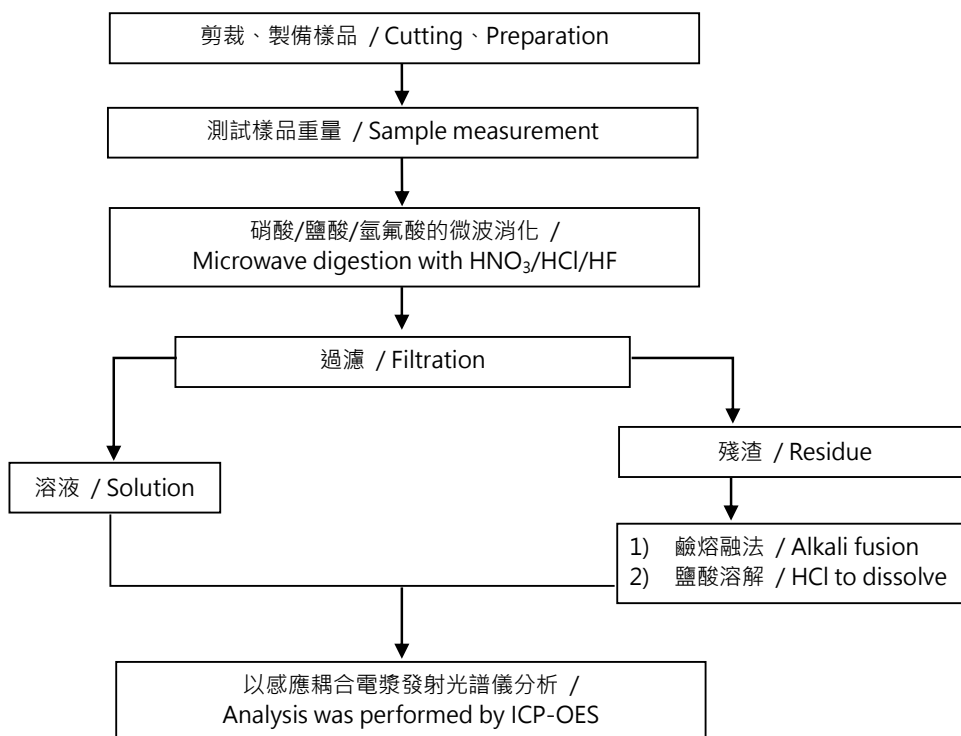 剪裁、製備樣品 / Cutting、Preparation
測試樣品重量 / Sample measurement
硝酸/鹽酸/氫氟酸的微波消化 /
Microwave digestion with HNO₃/HCl/HF
過濾 / Filtration
溶液 / Solution
殘渣 / Residue
1) 鹼熔融法 / Alkali fusion
2) 鹽酸溶解 / HCl to dissolve
以感應耦合電漿發射光譜儀分析 /
Analysis was performed by ICP-OES